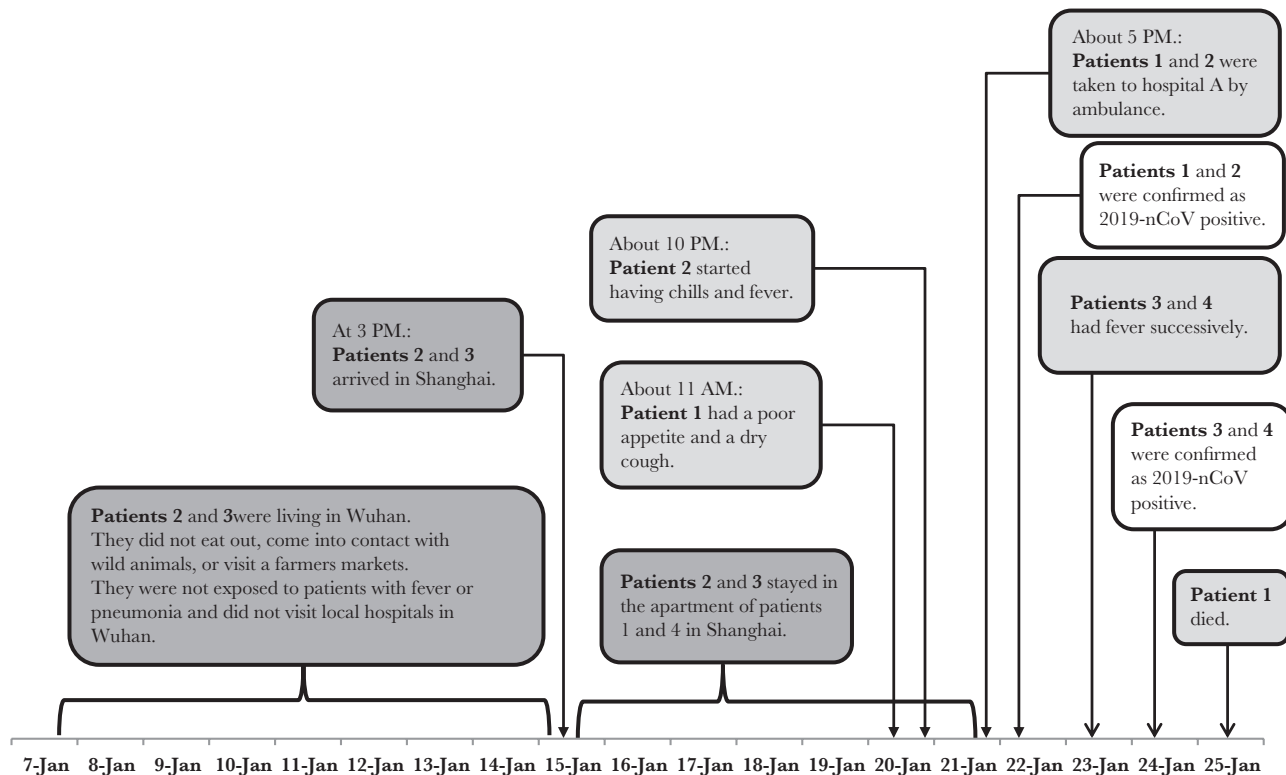 About 5 PM.:
Patients 1 and 2 were
taken to hospital A by
ambulance.
Patients 1 and 2
were confirmed as
2019-nCoV positive.
About 10 PM.:
Patient 2 started
having chills and fever.
Patients 3 and 4
had fever successively.
At 3 PM.:
Patients 2 and 3
arrived in Shanghai.
About 11 AM.:
Patient 1 had a poor
appetite and a dry
cough.
Patients 3 and 4
were confirmed
as 2019-nCoV
positive.
Patients 2 and 3were living in Wuhan.
They did not eat out, come into contact with
wild animals, or visit a farmers markets.
They were not exposed to patients with fever or
pneumonia and did not visit local hospitals in
Wuhan.
Patients 2 and 3 stayed in
the apartment of patients
1 and 4 in Shanghai.
Patient 1
died.
7-Jan 8-Jan 9-Jan 10-Jan 11-Jan 12-Jan 13-Jan 14-Jan 15-Jan 16-Jan 17-Jan 18-Jan 19-Jan 20-Jan 21-Jan 22-Jan 23-Jan 24-Jan 25-Jan